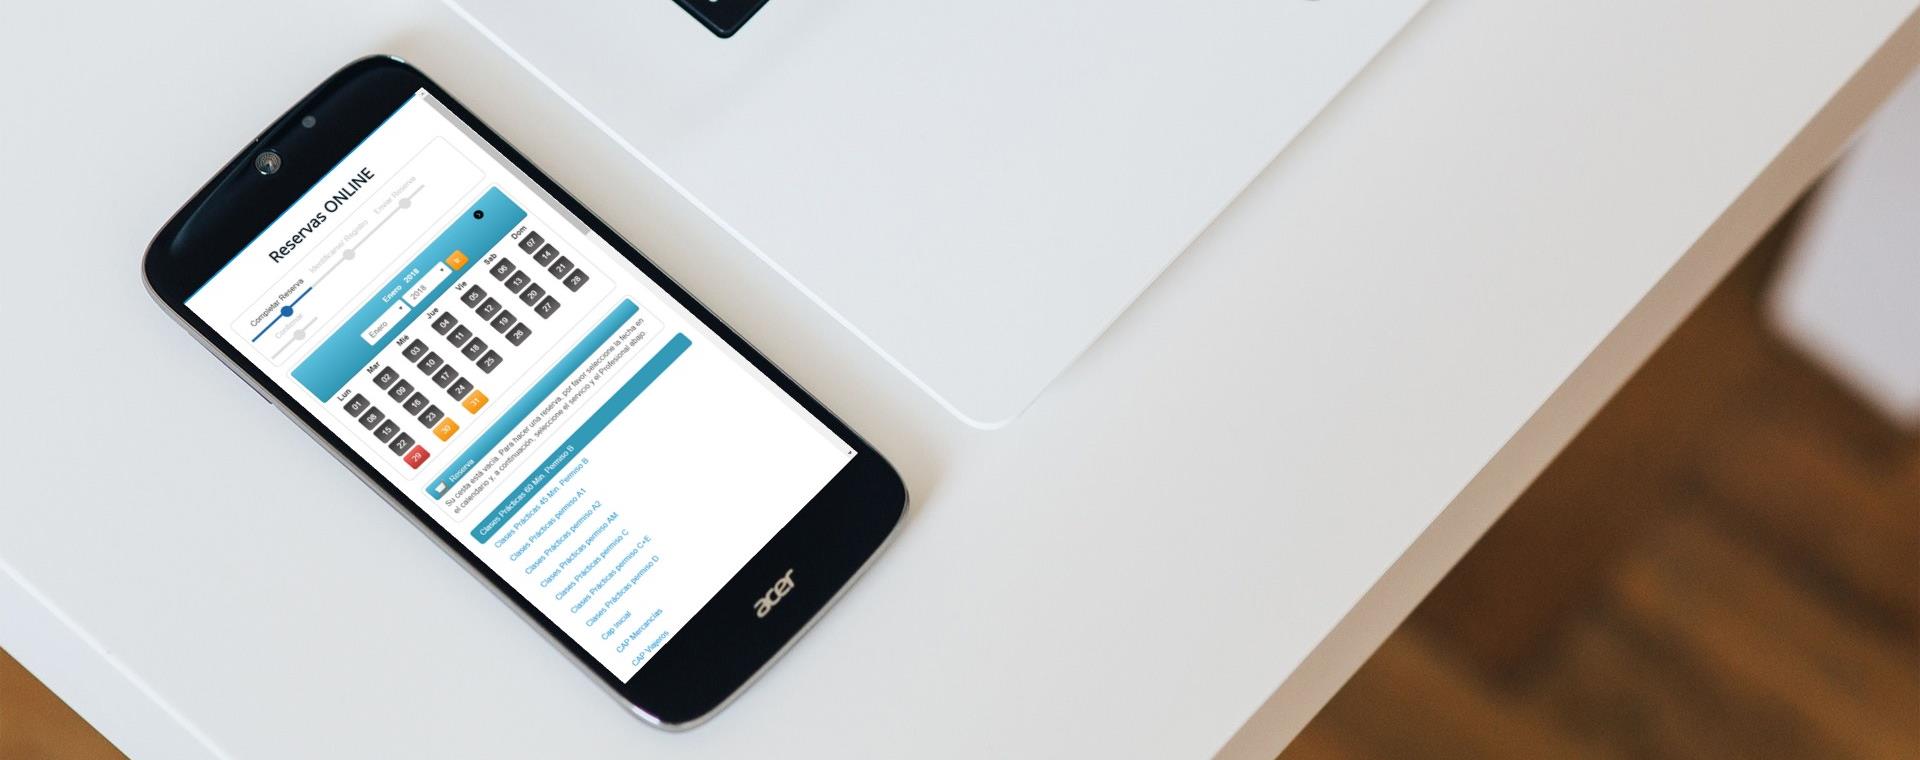 Reservas ONLINE
Completar Reserva
Identificarse/ Registro
Enviar Reserva
Confirmar
Enero 2018
Enero 2018 Ir
Lun Mar Mié Jue Vie Sáb Dom
01 02 03 04 05 06 07
08 09 10 11 12 13 14
15 16 17 18 19 20 21
22 23 24 25 26 27 28
29 30 31
Reserva
Su cesta está vacía. Para hacer una reserva, por favor seleccione la fecha en
el calendario y, a continuación, seleccione el servicio y el Profesional abajo.
Clases Prácticas 60 Min. Permiso B
Clases Prácticas 45 Min. Permiso B
Clases Prácticas permiso A1
Clases Prácticas permiso A2
Clases Prácticas permiso AM
Clases Prácticas permiso C
Clases Prácticas permiso C+E
Clases Prácticas permiso D
Cap Inicial
CAP Mercancías
CAP Viajeros
acer